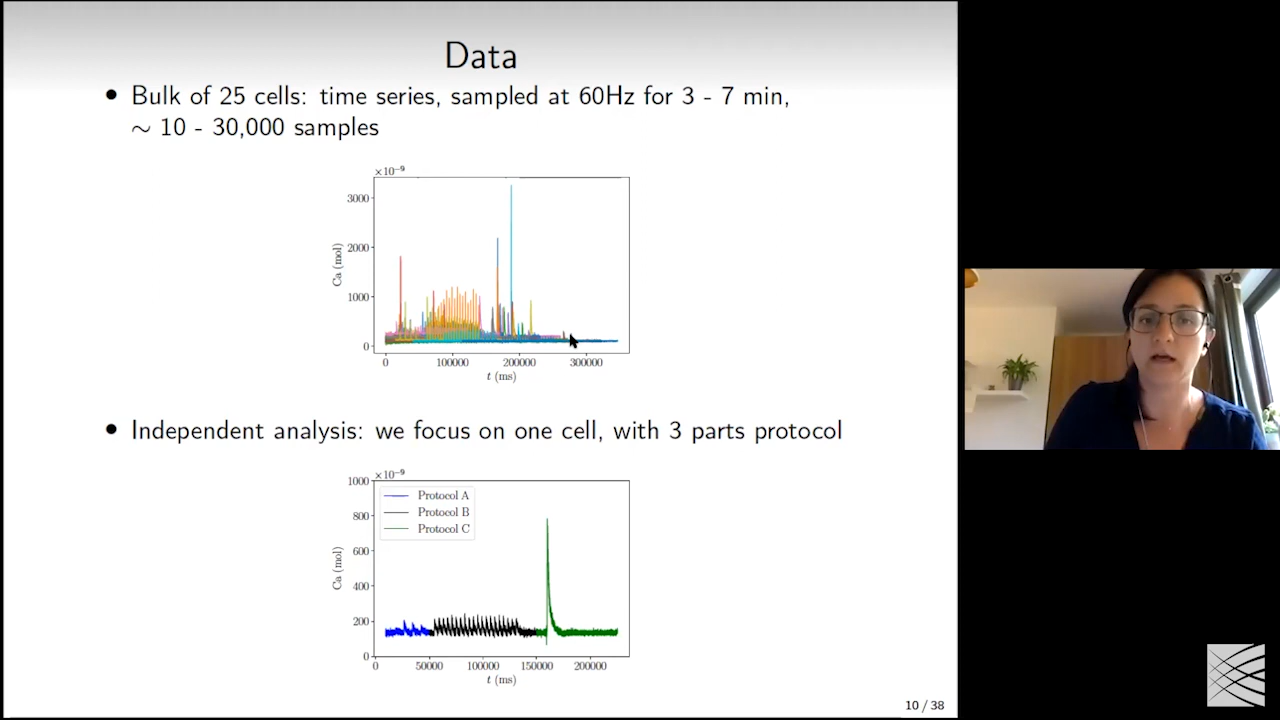 Data
• Bulk of 25 cells: time series, sampled at 60Hz for 3 - 7 min,
∼ 10 - 30,000 samples
×10⁻⁹
3000
2000
1000
0
Ca (mol)
0 100000 200000 300000
t (ms)
• Independent analysis: we focus on one cell, with 3 parts protocol
×10⁻⁹
1000
800
600
400
200
0
Ca (mol)
Protocol A
Protocol B
Protocol C
0 50000 100000 150000 200000
t (ms)
10 / 38